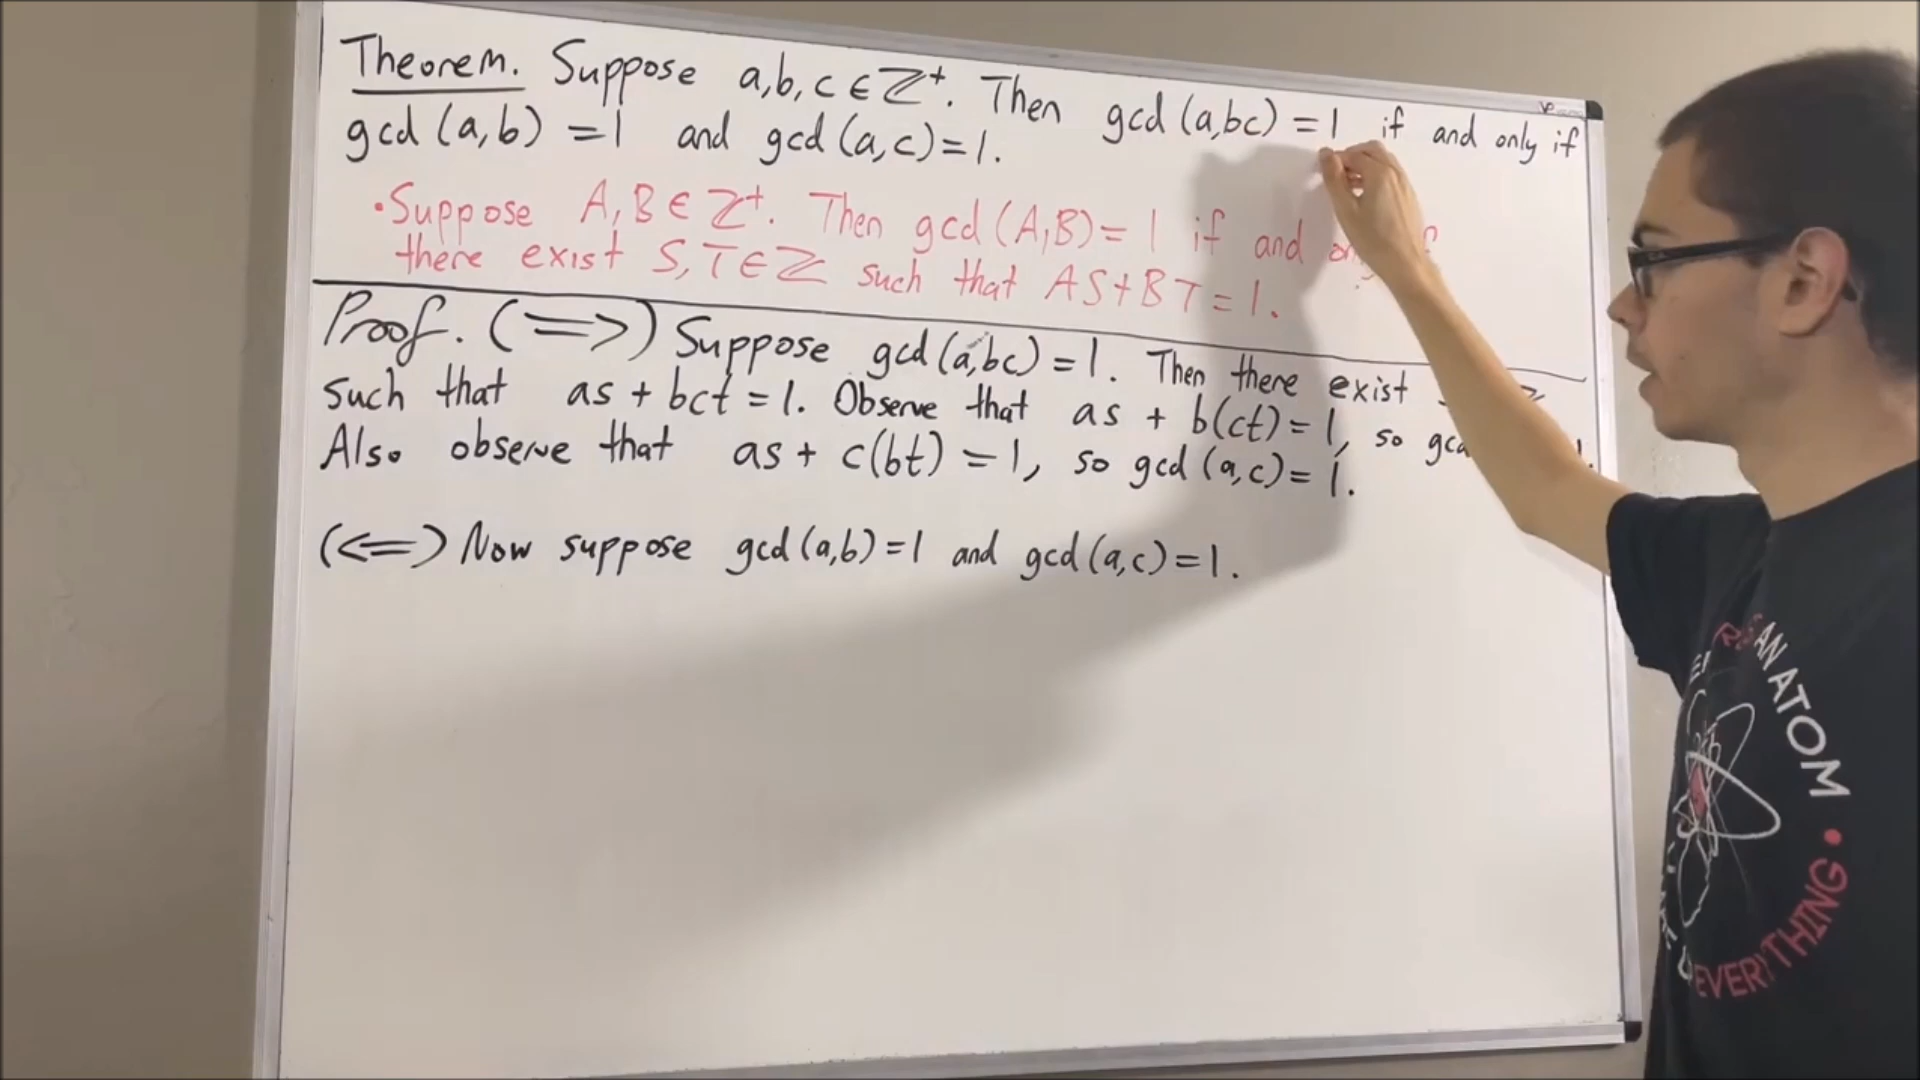 Theorem. Suppose a,b,c ∈ ℤ⁺. Then gcd(a,bc) = 1 if and only if
gcd(a,b) = 1 and gcd(a,c) = 1.
• Suppose A,B ∈ ℤ⁺. Then gcd(A,B) = 1 if and
there exist S,T ∈ ℤ such that AS + BT = 1.
Proof. (⟹) Suppose gcd(a,bc) = 1. Then there exist
such that as + bct = 1. Observe that as + b(ct) = 1, so
Also observe that as + c(bt) = 1, so gcd(a,c) = 1.
(⟸) Now suppose gcd(a,b) = 1 and gcd(a,c) = 1.
AN ATOM
EVERYTHING